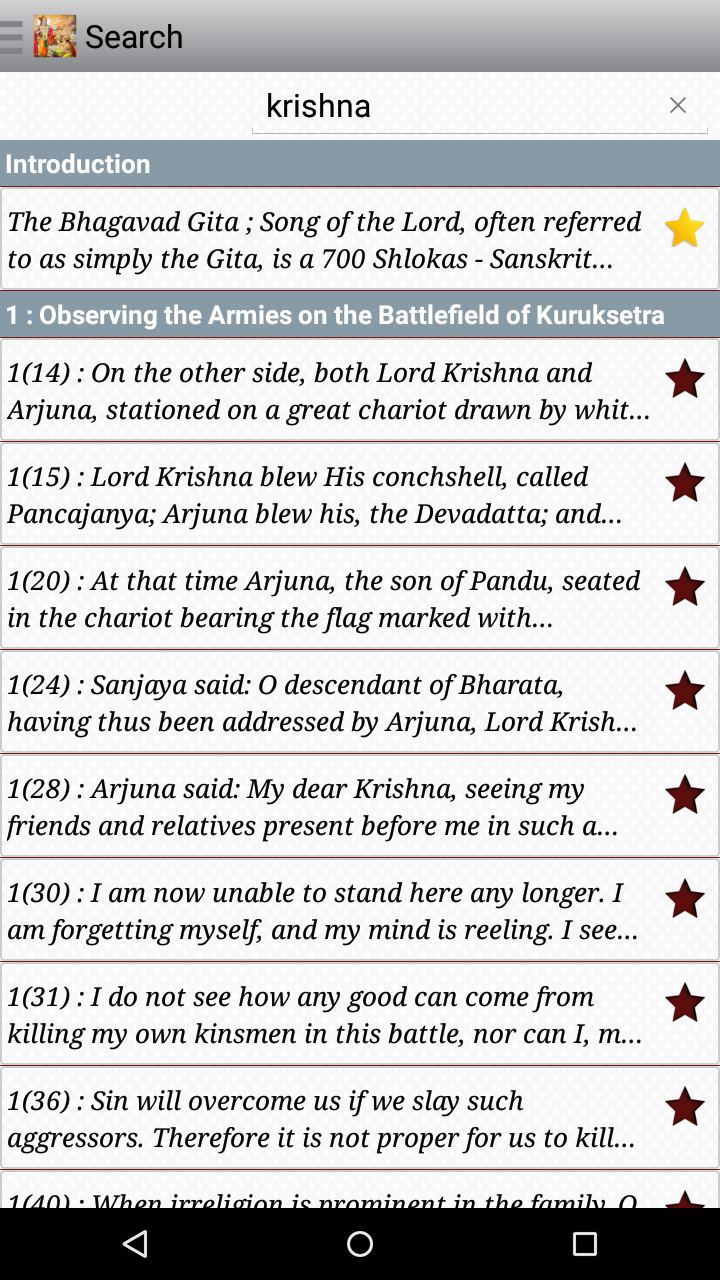 Search
krishna
Introduction
The Bhagavad Gita ; Song of the Lord, often referred
to as simply the Gita, is a 700 Shlokas - Sanskrit...
1 : Observing the Armies on the Battlefield of Kuruksetra
1(14) : On the other side, both Lord Krishna and
Arjuna, stationed on a great chariot drawn by whit...
1(15) : Lord Krishna blew His conchshell, called
Pancajanya; Arjuna blew his, the Devadatta; and...
1(20) : At that time Arjuna, the son of Pandu, seated
in the chariot bearing the flag marked with...
1(24) : Sanjaya said: O descendant of Bharata,
having thus been addressed by Arjuna, Lord Krish...
1(28) : Arjuna said: My dear Krishna, seeing my
friends and relatives present before me in such a...
1(30) : I am now unable to stand here any longer. I
am forgetting myself, and my mind is reeling. I see...
1(31) : I do not see how any good can come from
killing my own kinsmen in this battle, nor can I, m...
1(36) : Sin will overcome us if we slay such
aggressors. Therefore it is not proper for us to kill...
1(40) : When irreligion is prominent in the family, O